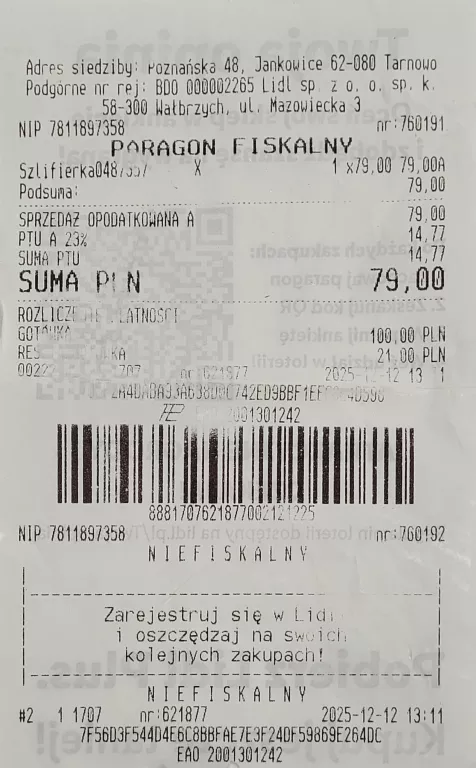 Adres siedziby: Poznańska 48, Jankowice 62-080 Tarnowo
Podgórne nr rej: BDO 000002265 Lidl sp. z o. o. sp. k.
58-300 Wałbrzych, ul. Mazowiecka 3
NIP 7811897358 nr:760191
PARAGON FISKALNY
X 1 x79,00 79,00A
Podsuma: 79,00
SPRZEDAŻ OPODATKOWANA A 79,00
PTU A 23% 14,77
SUMA PTU 14,77
SUMA PLN 79,00
GOTÓWKA 100,00 PLN
21,00 PLN
nr:621877
2001301242
NIP 7811897358 nr:760192
NIEFISKALNY
Zarejestruj się w Lidl
i oszczędzaj na swoich
kolejnych zakupach!
NIEFISKALNY
#2 1 1707 nr:621877 2025-12-12 13:11
7F56D3F544D4E6C8BBFAE7E3F24DF59869E264DC
EAO 2001301242